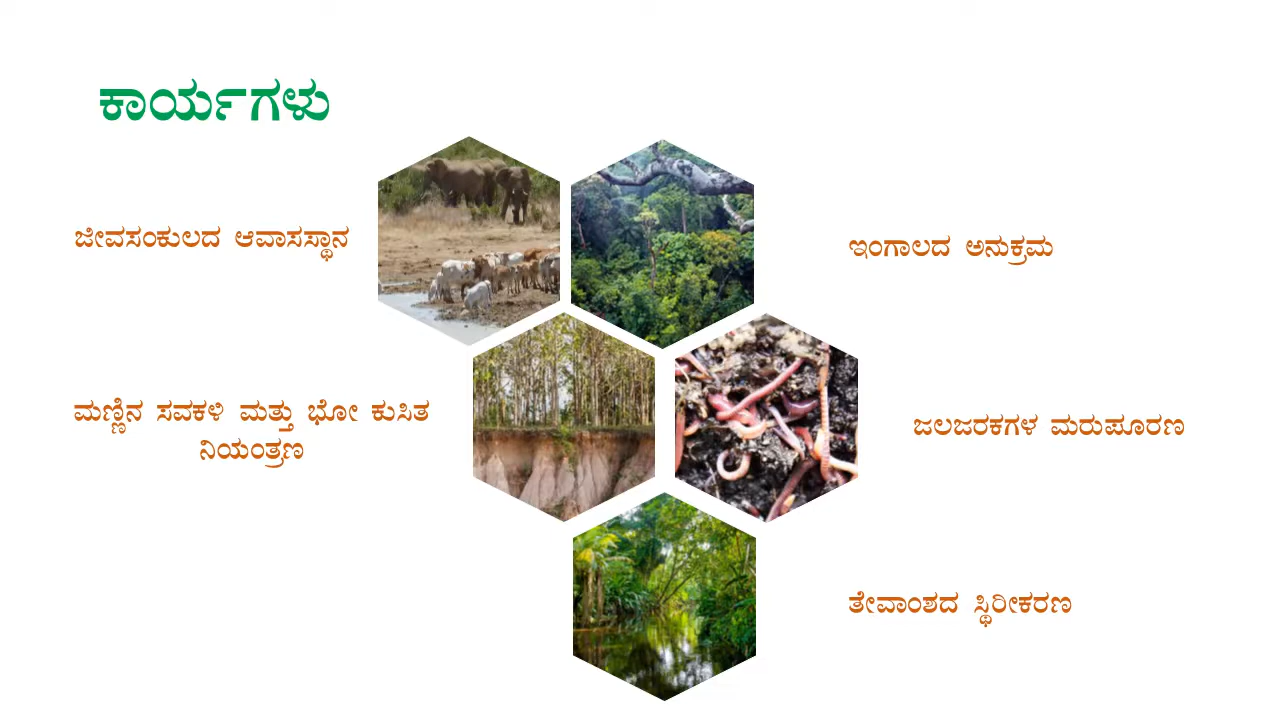 ಕಾರ್ಯಗಳು
ಜೀವಸಂಕುಲದ ಆವಾಸಸ್ಥಾನ
ಇಂಗಾಲದ ಅನುಕ್ರಮ
ಮಣ್ಣಿನ ಸವಕಳಿ ಮತ್ತು ಭೋ ಕುಸಿತ
ನಿಯಂತ್ರಣ
ಜಲಜರಕಗಳ ಮರುಪೂರಣ
ತೇವಾಂಶದ ಸ್ಥಿರೀಕರಣ